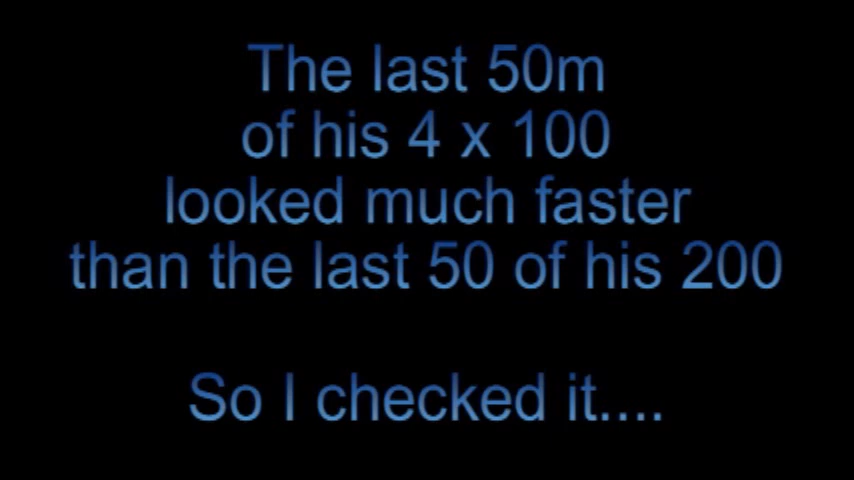 The last 50m
of his 4 x 100
looked much faster
than the last 50 of his 200
So I checked it....